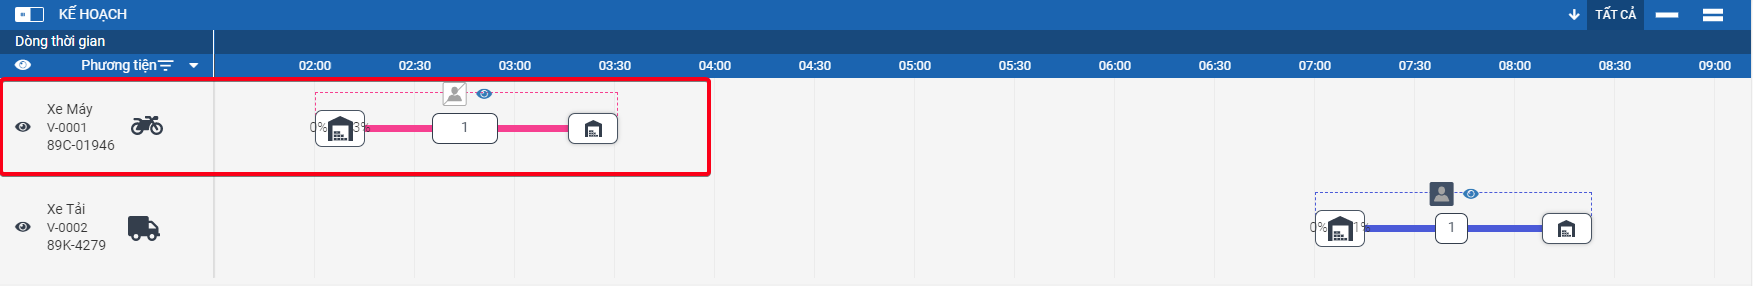 KẾ HOẠCH TẤT CẢ
Dòng thời gian
Phương tiện 02:00 02:30 03:00 03:30 04:00 04:30 05:00 05:30 06:00 06:30 07:00 07:30 08:00 08:30 09:00
Xe Máy
V-0001
89C-01946
0% 3% 1
Xe Tải
V-0002
89K-4279
0% 1% 1